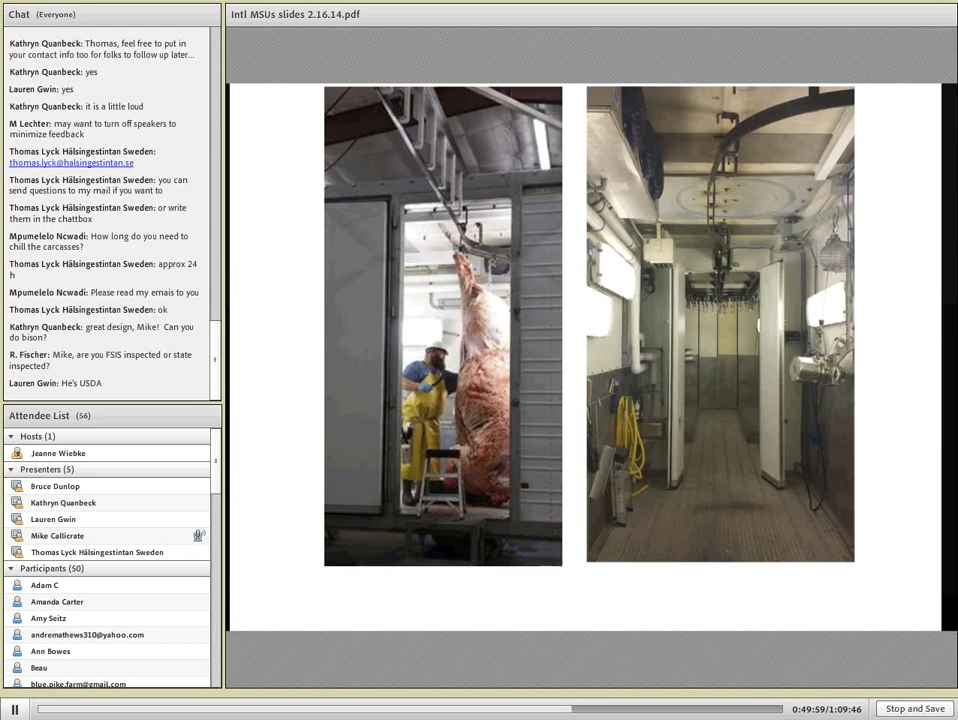 Chat (Everyone)
Kathryn Quanbeck: Thomas, feel free to put in
your contact info too for folks to follow up later...
Kathryn Quanbeck: yes
Lauren Gwin: yes
Kathryn Quanbeck: it is a little loud
M Lechter: may want to turn off speakers to
minimize feedback
Thomas Lyck Hälsingestintan Sweden:
thomas.lyck@halsingestintan.se
Thomas Lyck Hälsingestintan Sweden: you can
send questions to my mail if you want to
Thomas Lyck Hälsingestintan Sweden: or write
them in the chattbox
Mpumelelo Ncwadi: How long do you need to
chill the carcasses?
Thomas Lyck Hälsingestintan Sweden: approx 24
h
Mpumelelo Ncwadi: Please read my emais to you
Thomas Lyck Hälsingestintan Sweden: ok
Kathryn Quanbeck: great design, Mike! Can you
do bison?
R. Fischer: Mike, are you FSIS inspected or state
inspected?
Lauren Gwin: He's USDA
Attendee List (56)
Hosts (1)
Jeanne Wiebke
Presenters (5)
Bruce Dunlop
Kathryn Quanbeck
Lauren Gwin
Mike Callicrate
Thomas Lyck Hälsingestintan Sweden
Participants (50)
Adam C
Amanda Carter
Amy Seitz
andremathews310@yahoo.com
Ann Bowes
Beau
blue.pike.farm@gmail.com
Intl MSUs slides 2.16.14.pdf
0:49:59/1:09:46
Stop and Save